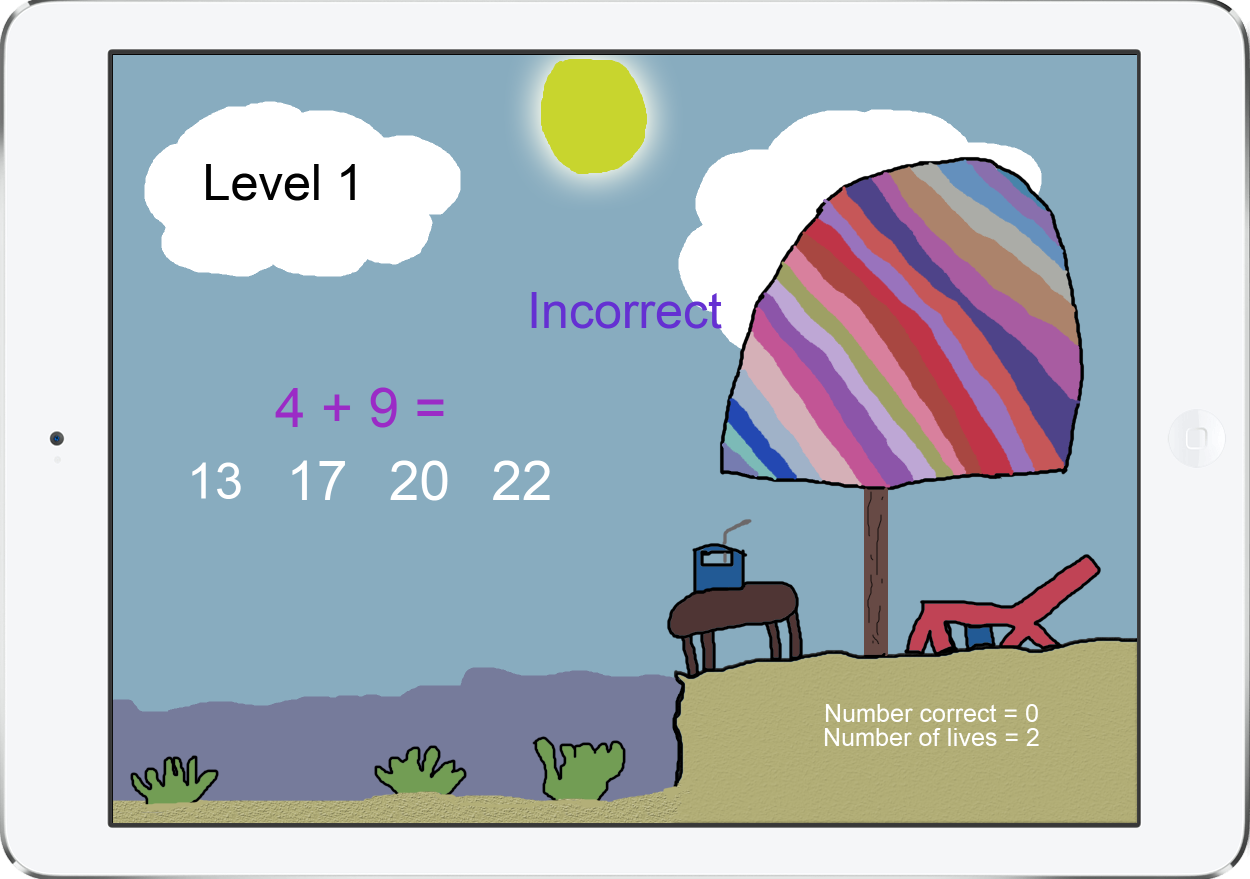 Level 1
Incorrect
4 + 9 =
13 17 20 22
Number correct = 0
Number of lives = 2